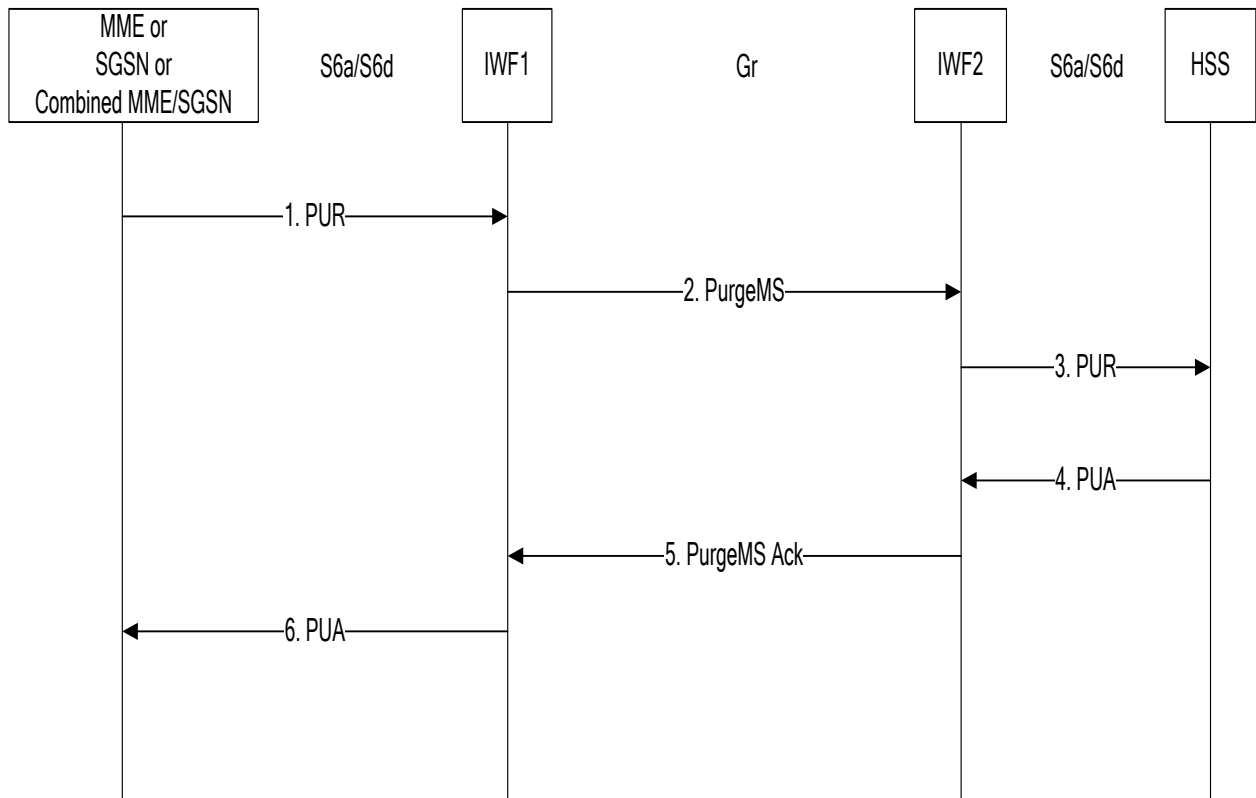 MME or
SGSN or
Combined MME/SGSN
S6a/S6d
IWF1
Gr
IWF2
S6a/S6d
HSS
1. PUR
2. PurgeMS
3. PUR
4. PUA
5. PurgeMS Ack
6. PUA